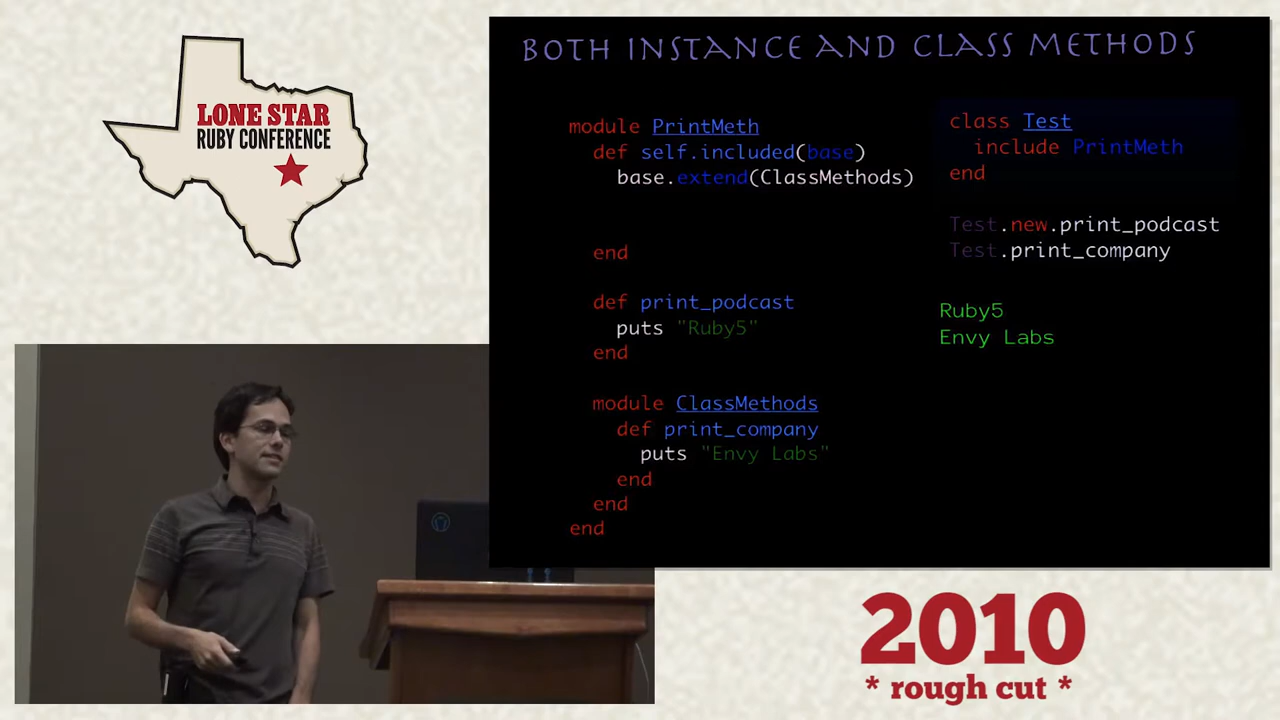 LONE STAR
RUBY CONFERENCE
BOTH INSTANCE AND CLASS METHODS
module PrintMeth
def self.included(base)
base.extend(ClassMethods)
end
def print_podcast
puts "Ruby5"
end
module ClassMethods
def print_company
puts "Envy Labs"
end
end
end
class Test
include PrintMeth
end
Test.new.print_podcast
Test.print_company
Ruby5
Envy Labs
2010
* rough cut *